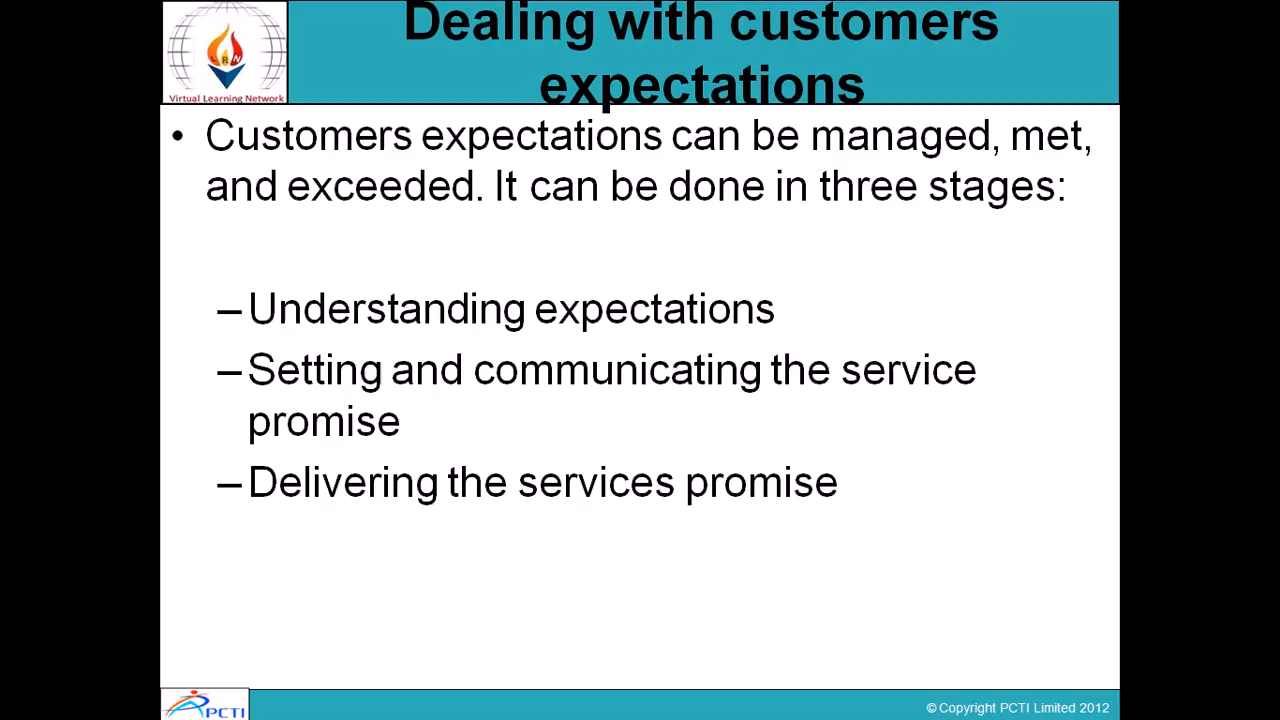 Dealing with customers
expectations
LRN
Virtual Learning Network
• Customers expectations can be managed, met,
and exceeded. It can be done in three stages:
–Understanding expectations
–Setting and communicating the service
promise
–Delivering the services promise
PCTI
© Copyright PCTI Limited 2012